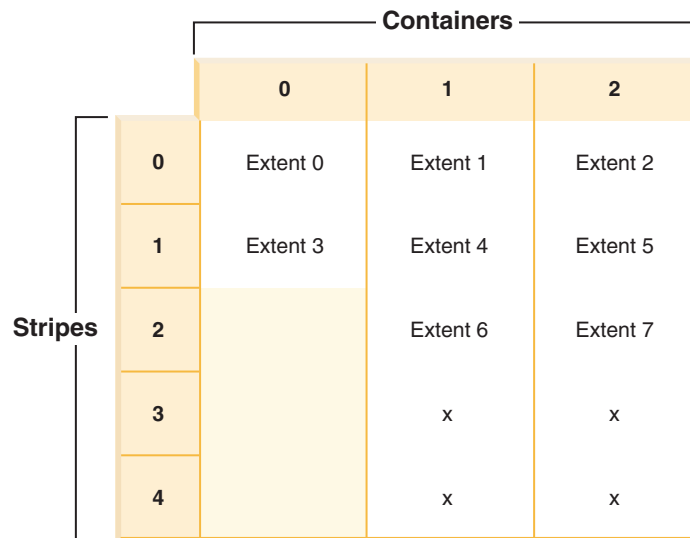 Containers
0 1 2
0 Extent 0 Extent 1 Extent 2
1 Extent 3 Extent 4 Extent 5
Stripes 2 Extent 6 Extent 7
3 x x
4 x x